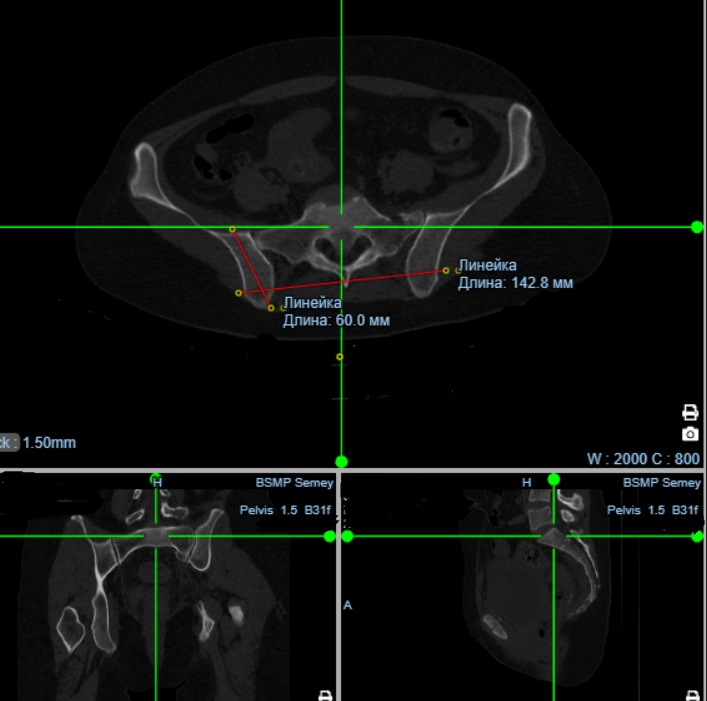 Линейка
Длина: 142.8 мм
Линейка
Длина: 60.0 мм
ck : 1.50mm
W : 2000 C : 800
H
BSMP Semey
Pelvis 1.5 B31f
H
BSMP Semey
Pelvis 1.5 B31f
A